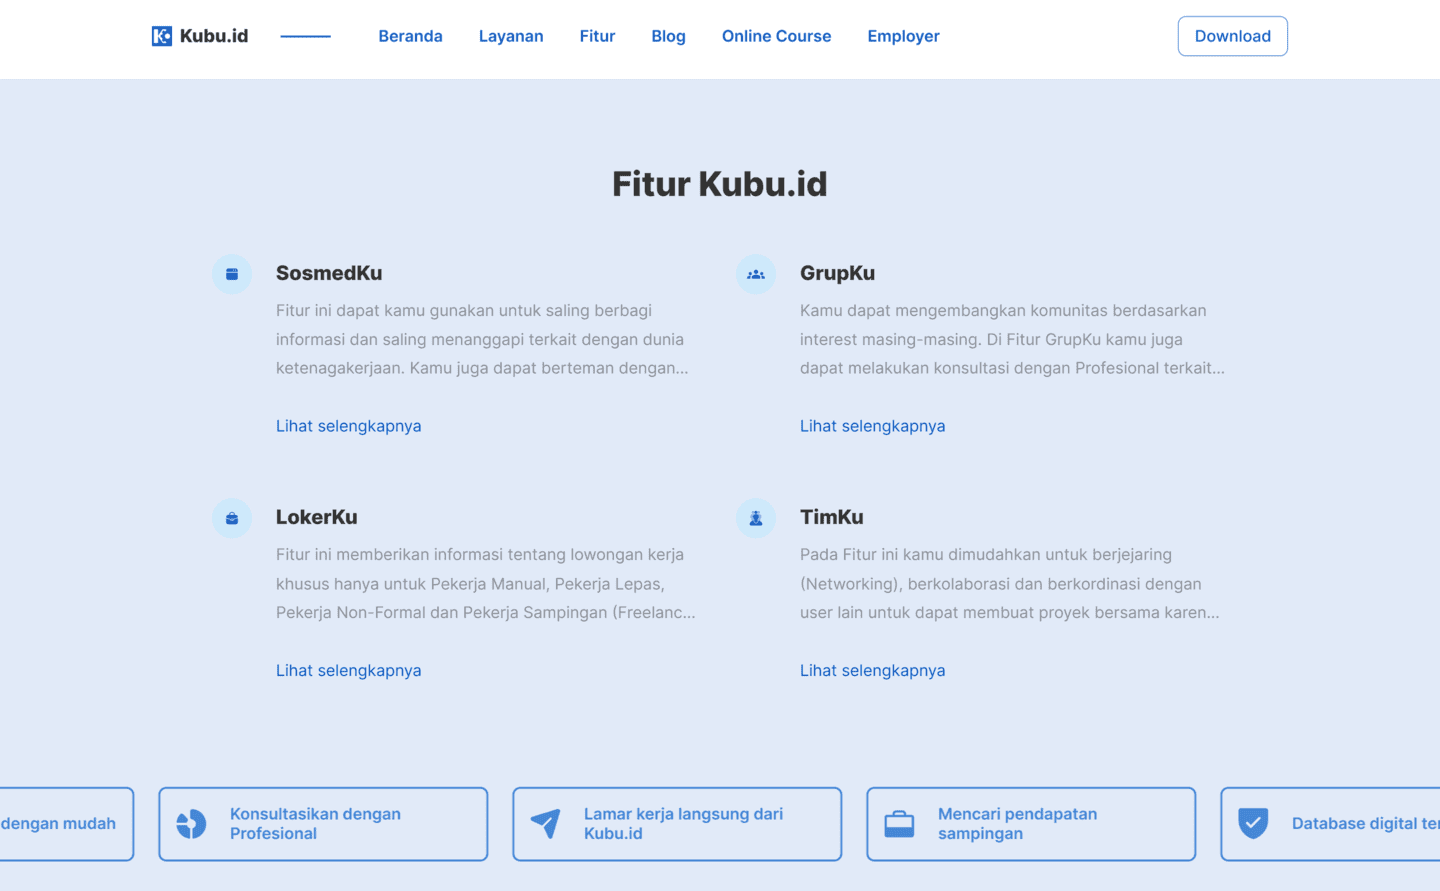 Kubu.id
Beranda
Layanan
Fitur
Blog
Online Course
Employer
Download
Fitur Kubu.id
SosmedKu
Fitur ini dapat kamu gunakan untuk saling berbagi
informasi dan saling menanggapi terkait dengan dunia
ketenagakerjaan. Kamu juga dapat berteman dengan...
Lihat selengkapnya
GrupKu
Kamu dapat mengembangkan komunitas berdasarkan
interest masing-masing. Di Fitur GrupKu kamu juga
dapat melakukan konsultasi dengan Profesional terkait...
Lihat selengkapnya
LokerKu
Fitur ini memberikan informasi tentang lowongan kerja
khusus hanya untuk Pekerja Manual, Pekerja Lepas,
Pekerja Non-Formal dan Pekerja Sampingan (Freelanc...
Lihat selengkapnya
TimKu
Pada Fitur ini kamu dimudahkan untuk berjejaring
(Networking), berkolaborasi dan berkordinasi dengan
user lain untuk dapat membuat proyek bersama karen...
Lihat selengkapnya
dengan mudah
Konsultasikan dengan
Profesional
Lamar kerja langsung dari
Kubu.id
Mencari pendapatan
sampingan
Database digital